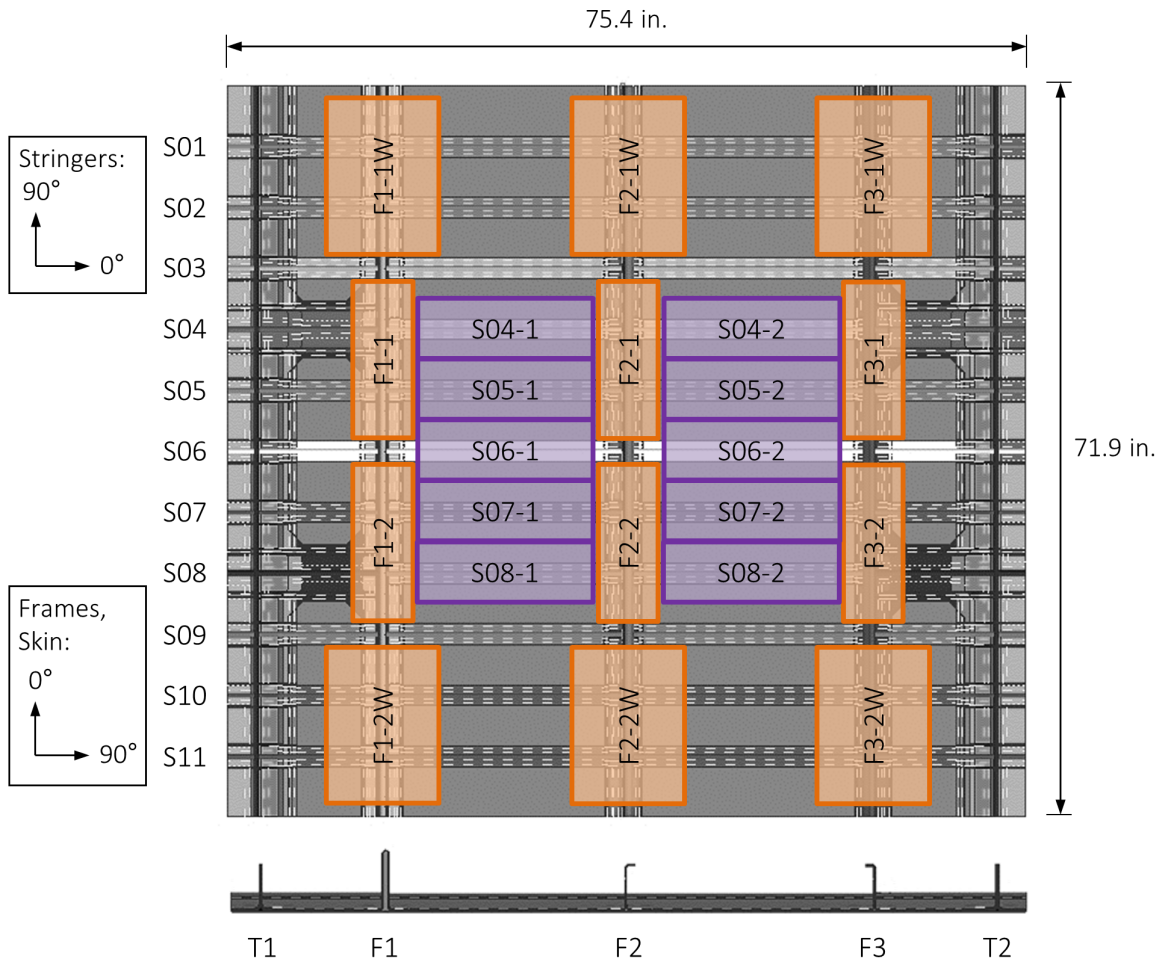 75.4 in.
Stringers:
90°
0°
S01
S02
S03
S04
S05
S06
S07
S08
S09
S10
S11
F1-1W
F2-1W
F3-1W
F1-1
S04-1
F2-1
S04-2
F3-1
S05-1
S05-2
S06-1
S06-2
71.9 in.
F1-2
S07-1
F2-2
S07-2
F3-2
S08-1
S08-2
Frames,
Skin:
0°
90°
F1-2W
F2-2W
F3-2W
T1
F1
F2
F3
T2